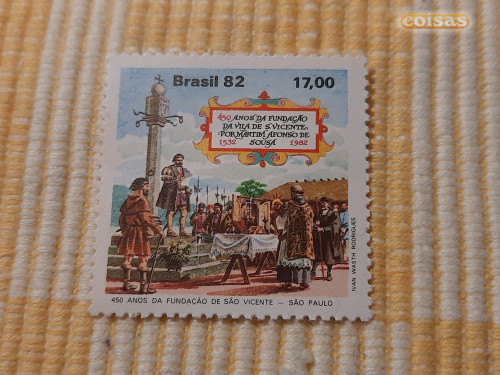 eoisas
Brasil 82 17,00
450 ANOS DA FUNDAÇÃO
DA VILA DE S. VICENTE
POR MARTIM AFONSO DE
1532 SOUSA 1982
IVAN WASTH RODRIGUES
450 ANOS DA FUNDAÇÃO DE SÃO VICENTE – SÃO PAULO